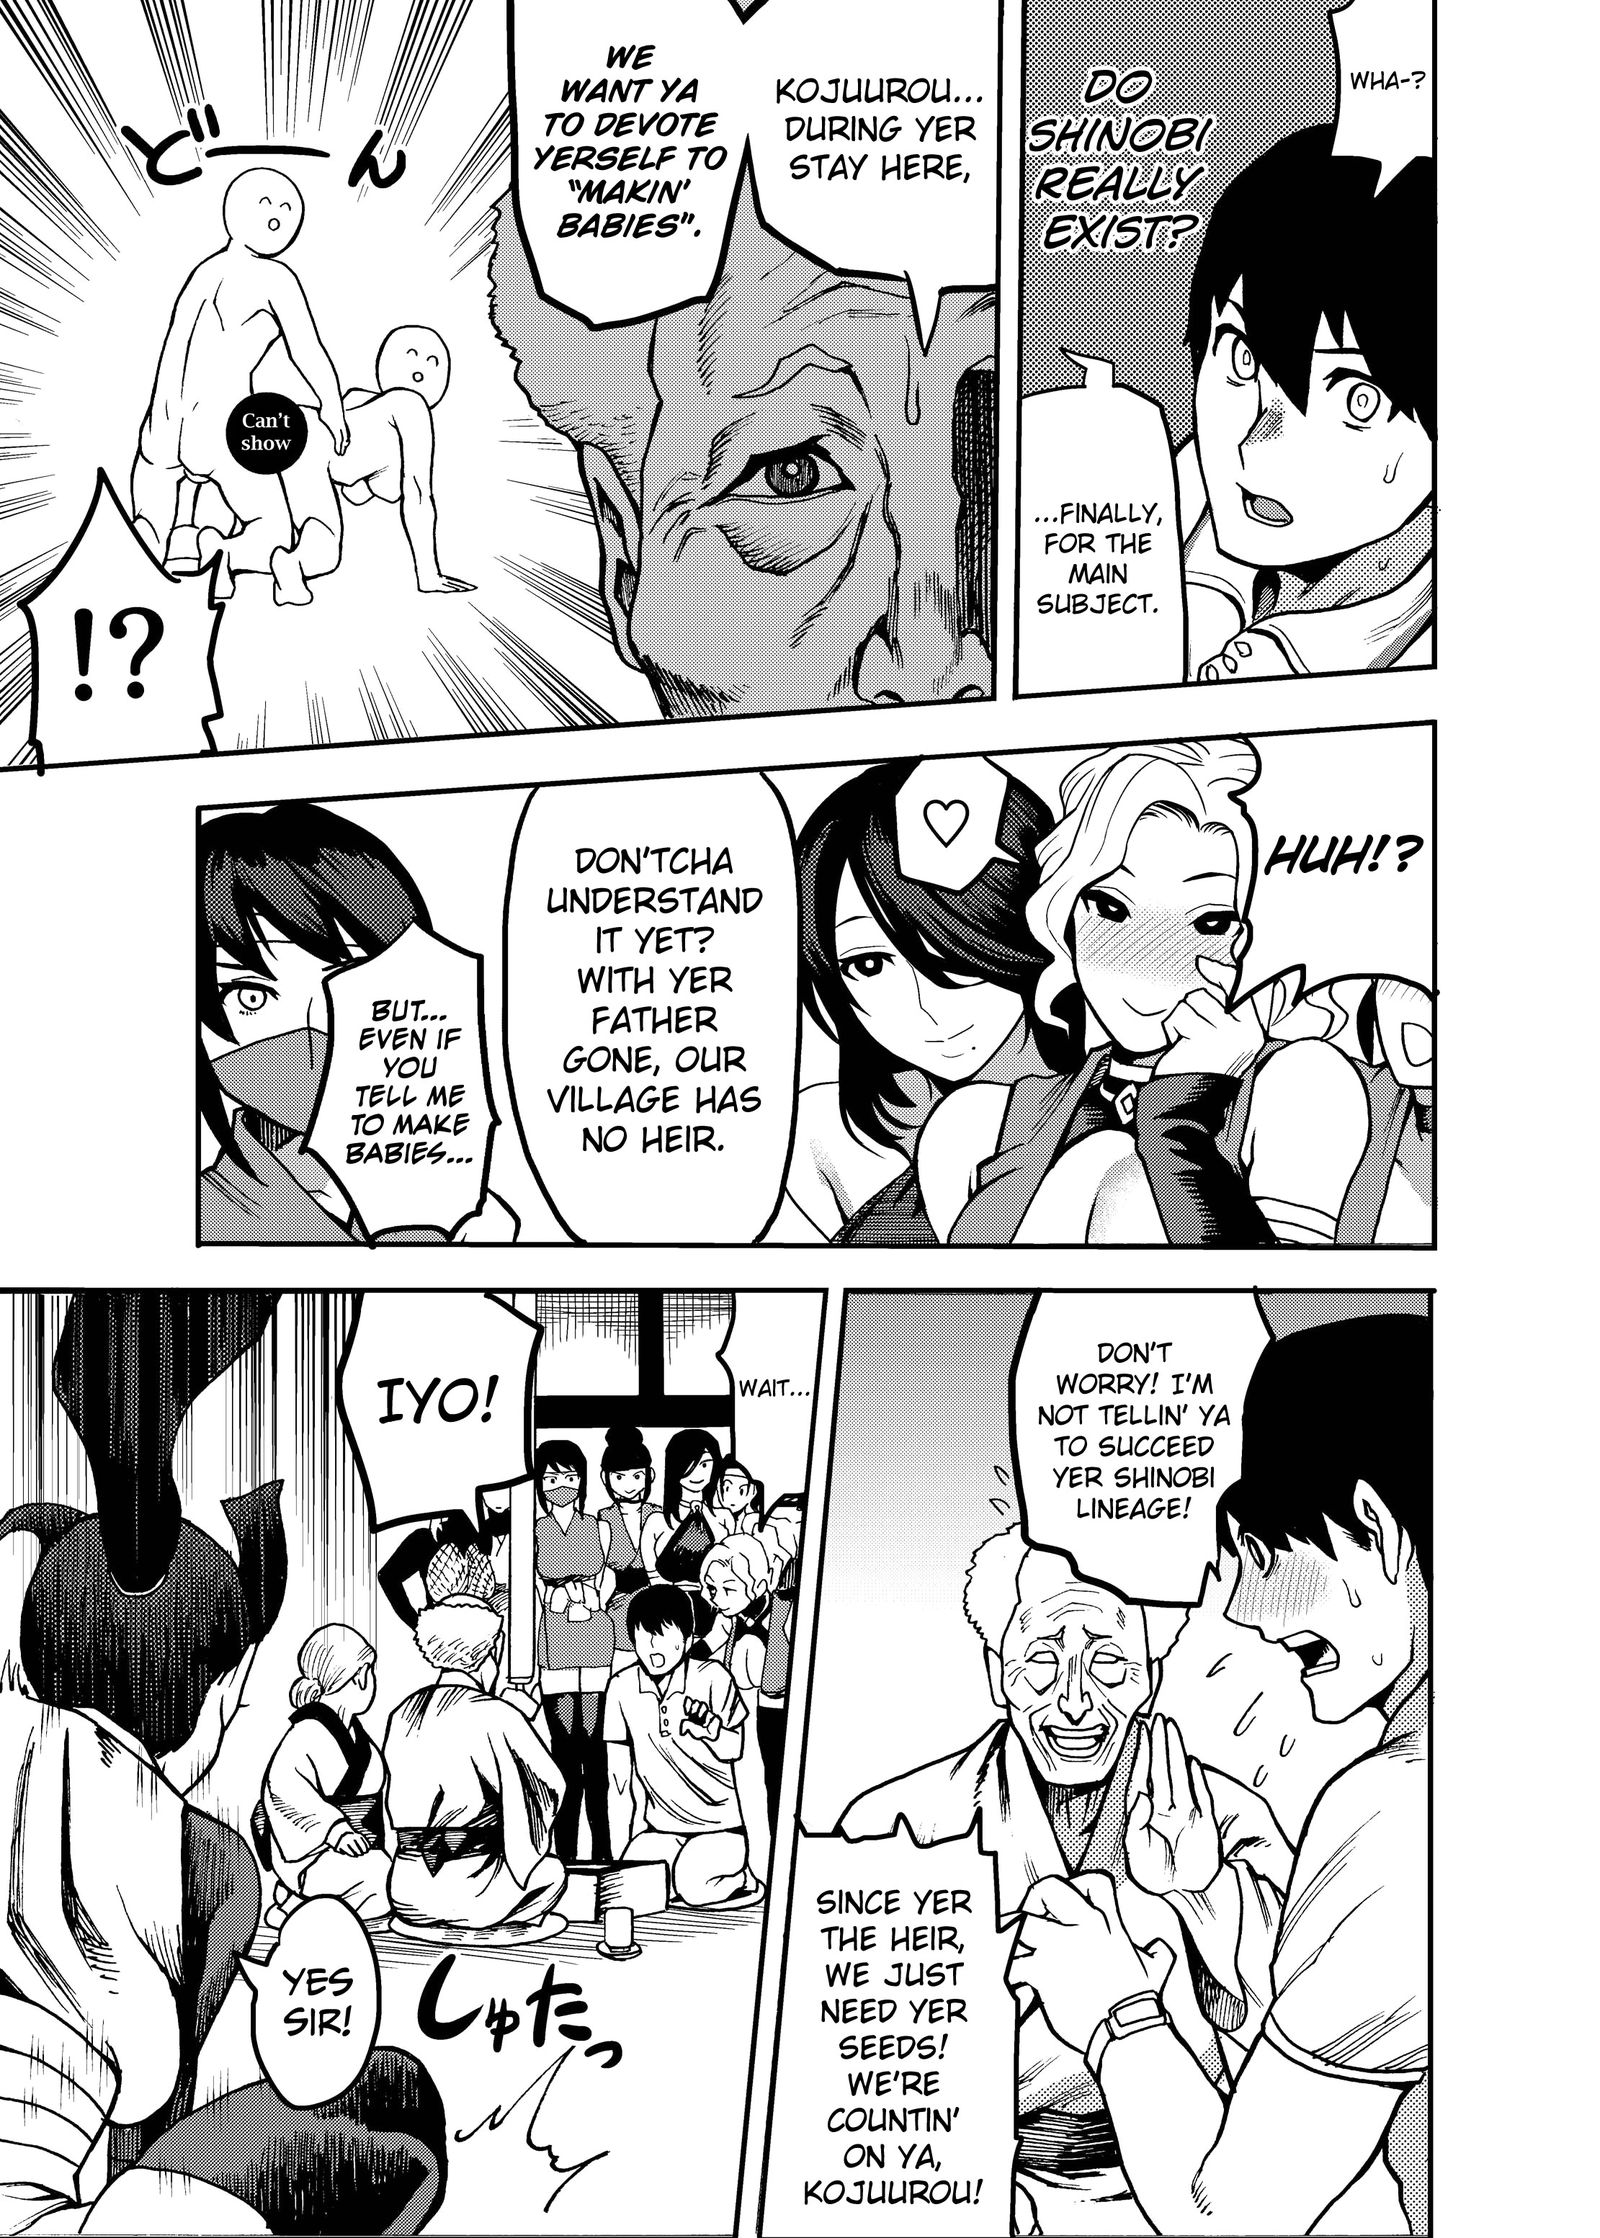 WHA-?
DO
SHINOBI
REALLY
EXIST?
...FINALLY,
FOR THE
MAIN
SUBJECT.
KOJUUROU...
DURING YER
STAY HERE,
WE
WANT YA
TO DEVOTE
YERSELF TO
"MAKIN'
BABIES".
どーん
Can't
show
!?
HUH!?
♡
DON'TCHA
UNDERSTAND
IT YET?
WITH YER
FATHER
GONE, OUR
VILLAGE HAS
NO HEIR.
BUT...
EVEN IF
YOU
TELL ME
TO MAKE
BABIES...
DON'T
WORRY! I'M
NOT TELLIN' YA
TO SUCCEED
YER SHINOBI
LINEAGE!
SINCE YER
THE HEIR,
WE JUST
NEED YER
SEEDS!
WE'RE
COUNTIN'
ON YA,
KOJUUROU!
WAIT...
IYO!
しゅたっ
YES
SIR!